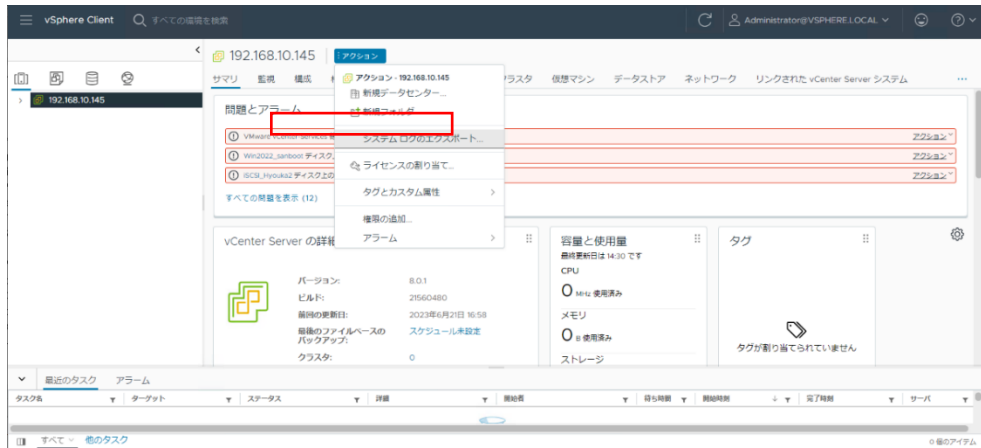 vSphere Client
すべての環境を検索
Administrator@VSPHERE.LOCAL
192.168.10.145
アクション
サマリ 監視 構成
ラスタ 仮想マシン データストア ネットワーク リンクされた vCenter Server システム
192.168.10.145
アクション - 192.168.10.145
新規データセンター...
新規フォルダ
システム ログのエクスポート...
ライセンスの割り当て...
タグとカスタム属性
権限の追加...
アラーム
問題とアラーム
VMware vCenter Services
アクション
Win2022_sanboot ディスク上
アクション
iSCSI_Hyouka2 ディスク上の
アクション
すべての問題を表示 (12)
vCenter Server の詳細
バージョン: 8.0.1
ビルド: 21560480
前回の更新日: 2023年6月21日 16:58
最後のファイルベースの
バックアップ:
スケジュール未設定
クラスタ: 0
容量と使用量
最終更新日は 14:30 です
CPU
0 MHz 使用済み
メモリ
0 B 使用済み
ストレージ
タグ
タグが割り当てられていません
最近のタスク アラーム
タスク名 ターゲット ステータス 詳細 開始者 待ち時間 開始時刻 完了時刻 サーバ
すべて 他のタスク
0 個のアイテム